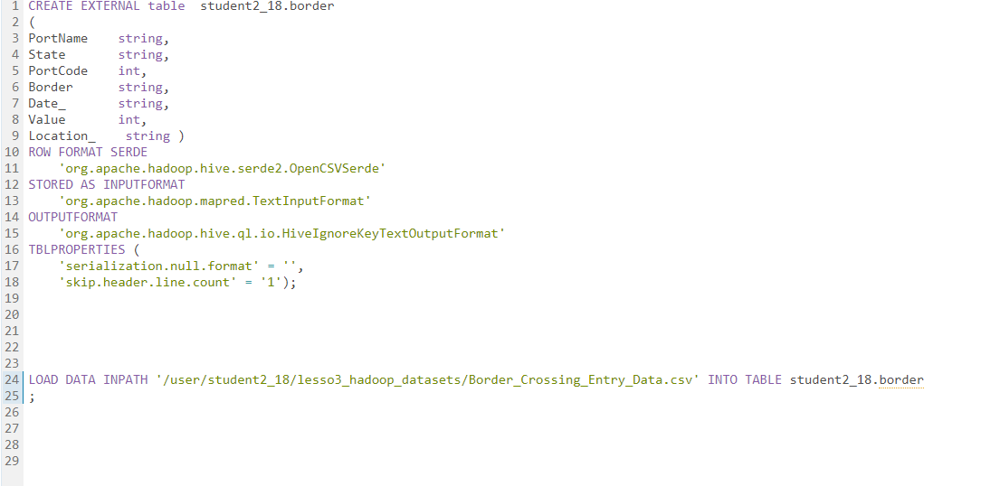 1 CREATE EXTERNAL table  student2_18.border
2 (
3 PortName    string,
4 State       string,
5 PortCode    int,
6 Border      string,
7 Date_       string,
8 Value       int,
9 Location_    string )
10 ROW FORMAT SERDE
11     'org.apache.hadoop.hive.serde2.OpenCSVSerde'
12 STORED AS INPUTFORMAT
13     'org.apache.hadoop.mapred.TextInputFormat'
14 OUTPUTFORMAT
15     'org.apache.hadoop.hive.ql.io.HiveIgnoreKeyTextOutputFormat'
16 TBLPROPERTIES (
17     'serialization.null.format' = '',
18     'skip.header.line.count' = '1');
19
20
21
22
23
24 LOAD DATA INPATH '/user/student2_18/lesso3_hadoop_datasets/Border_Crossing_Entry_Data.csv' INTO TABLE student2_18.border
25 ;
26
27
28
29